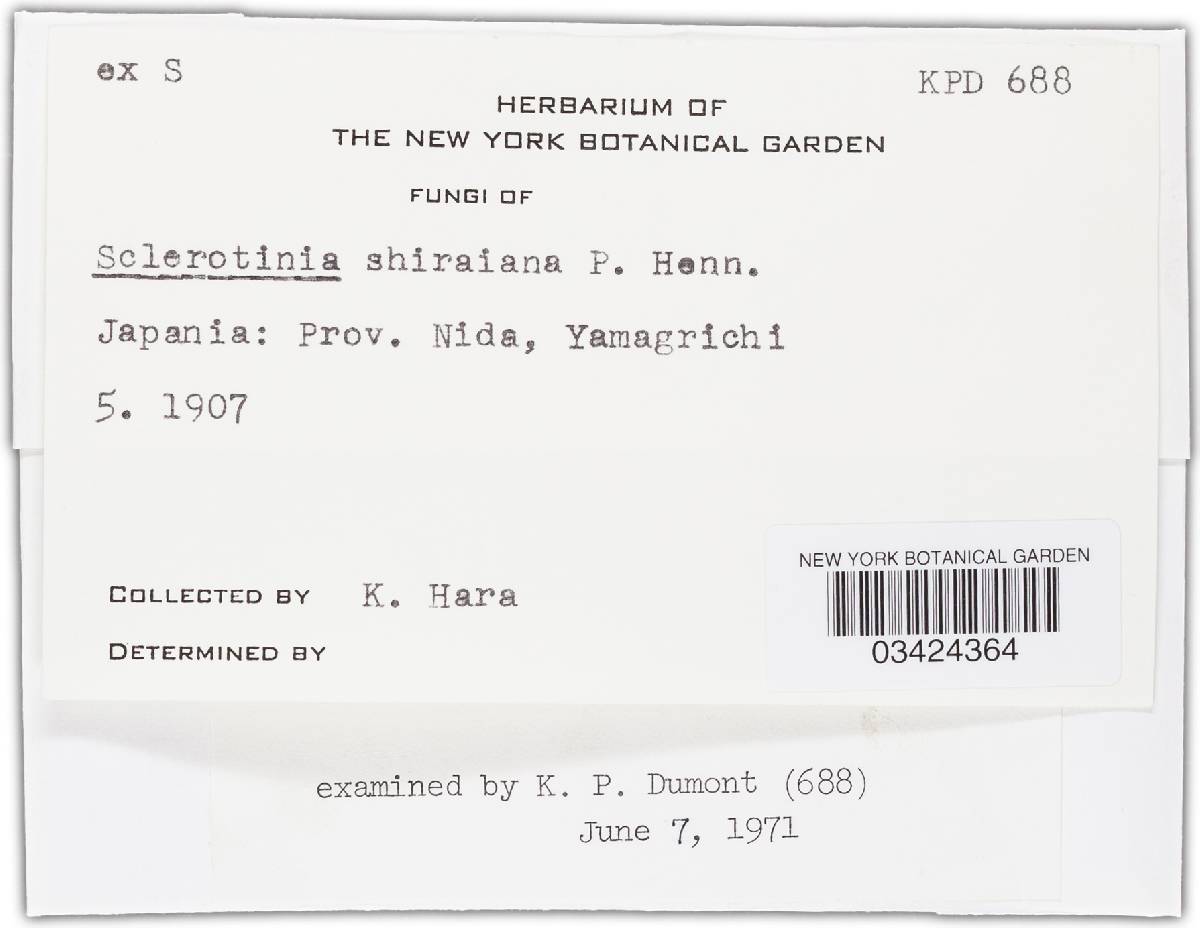 ex S
KPD 688
HERBARIUM OF
THE NEW YORK BOTANICAL GARDEN
FUNGI OF
Sclerotinia shiraiana P. Henn.
Japania: Prov. Nida, Yamagrichi
5. 1907
COLLECTED BY K. Hara
DETERMINED BY
NEW YORK BOTANICAL GARDEN
03424364
examined by K. P. Dumont (688)
June 7, 1971